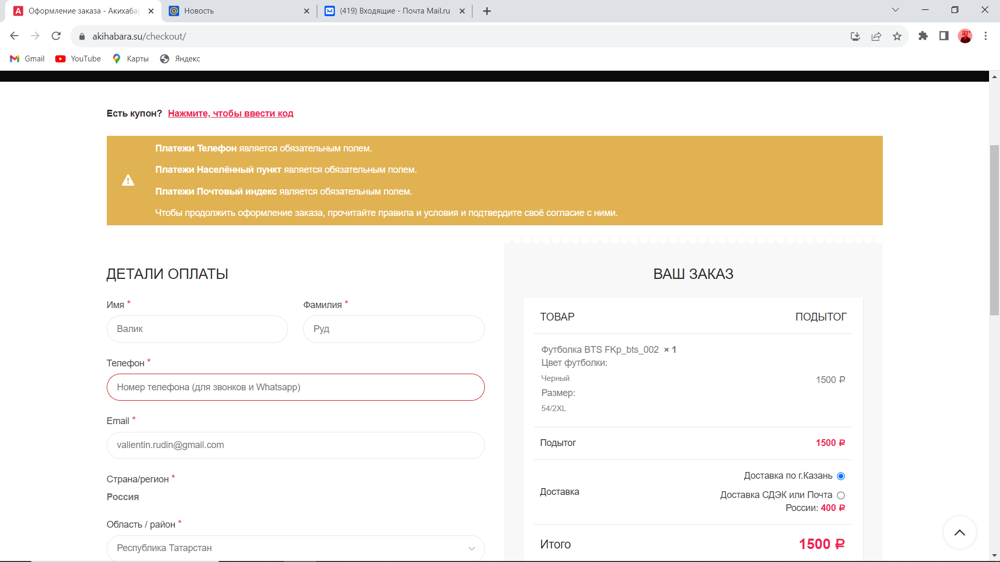 Оформление заказа - Акихабар
Новость
(419) Входящие - Почта Mail.ru
akihabara.su/checkout/
Gmail
YouTube
Карты
Яндекс
Есть купон? Нажмите, чтобы ввести код
Платежи Телефон является обязательным полем.
Платежи Населённый пункт является обязательным полем.
Платежи Почтовый индекс является обязательным полем.
Чтобы продолжить оформление заказа, прочитайте правила и условия и подтвердите своё согласие с ними.
ДЕТАЛИ ОПЛАТЫ
Имя *
Фамилия *
Валик
Руд
Телефон *
Номер телефона (для звонков и Whatsapp)
Email *
valientin.rudin@gmail.com
Страна/регион *
Россия
Область / район *
Республика Татарстан
ВАШ ЗАКАЗ
ТОВАР
ПОДЫТОГ
Футболка BTS FKp_bts_002 × 1
Цвет футболки:
Черный
1500 ₽
Размер:
54/2XL
Подытог
1500 ₽
Доставка
Доставка по г.Казань
Доставка СДЭК или Почта
России: 400 ₽
Итого
1500 ₽